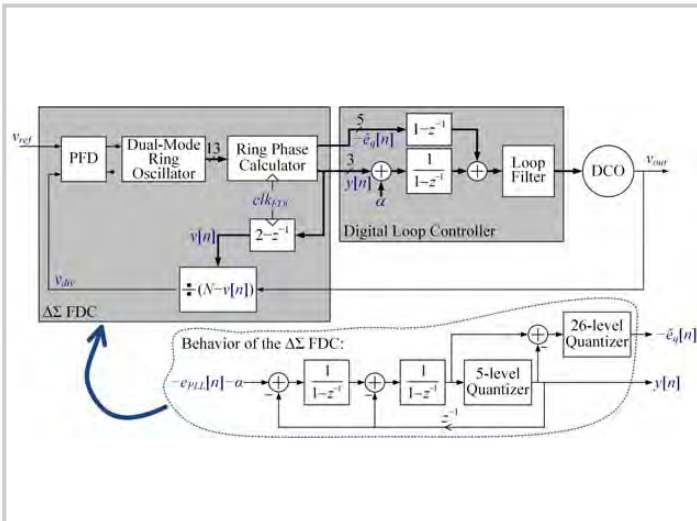 v_ref
PFD
Dual-Mode
Ring
Oscillator
13
Ring Phase
Calculator
5
-ê_q[n]
3
y[n]
clk_FDS
2-z⁻¹
v[n]
v_div
÷(N-v[n])
ΔΣ FDC
1-z⁻¹
α
1
1-z⁻¹
Loop
Filter
Digital Loop Controller
DCO
v_out
Behavior of the ΔΣ FDC:
-e_PLL[n]-α
-
1
1-z⁻¹
-
1
1-z⁻¹
5-level
Quantizer
-
26-level
Quantizer
-ê_q[n]
y[n]
z⁻¹